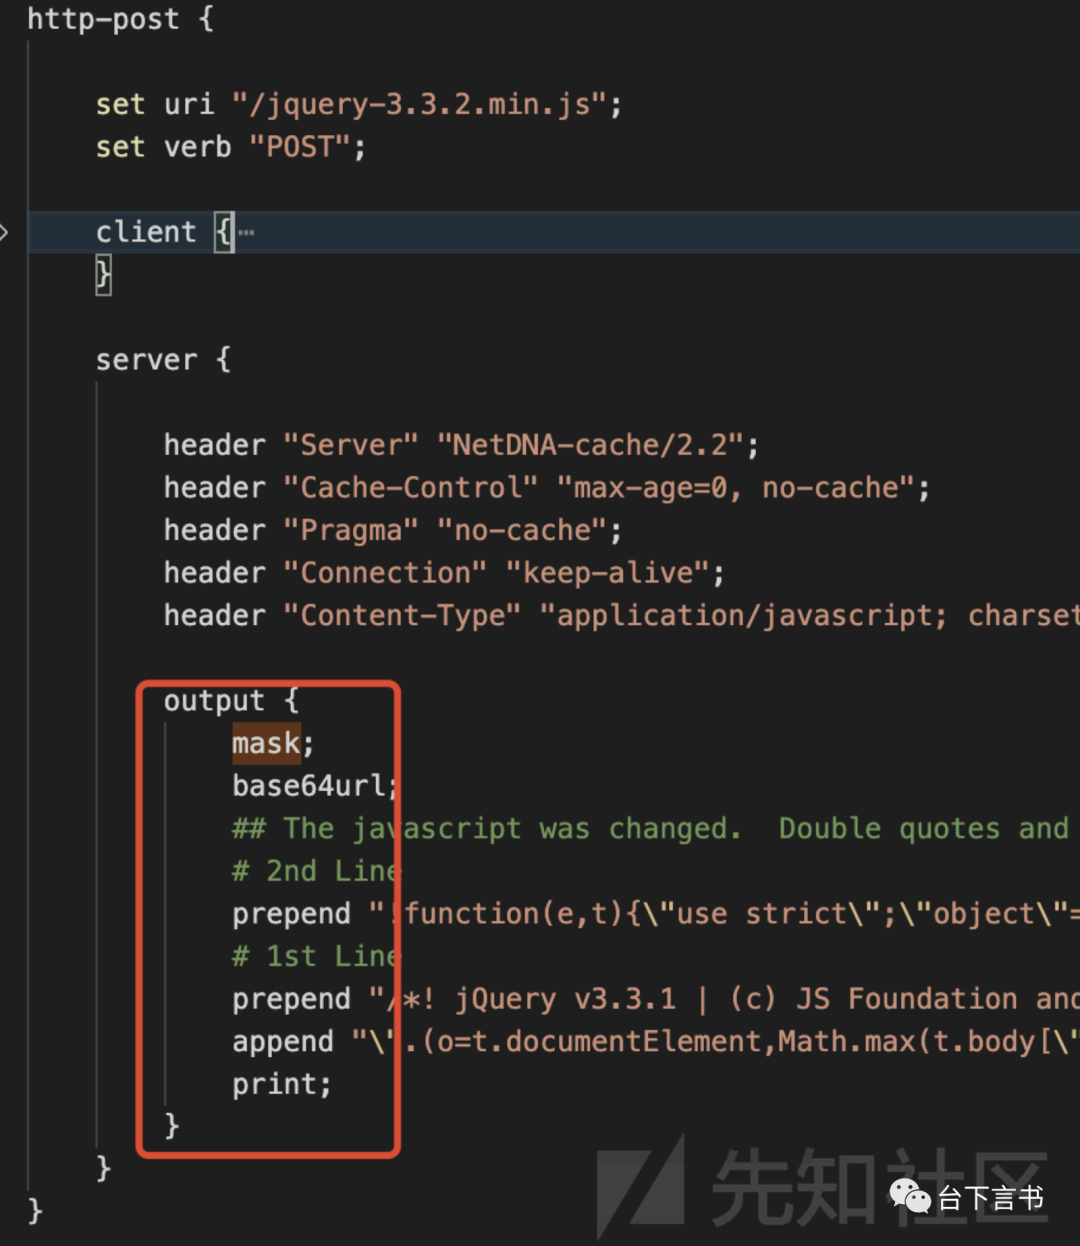 http-post {
set uri "/jquery-3.3.2.min.js";
set verb "POST";
client {…
}
server {
header "Server" "NetDNA-cache/2.2";
header "Cache-Control" "max-age=0, no-cache";
header "Pragma" "no-cache";
header "Connection" "keep-alive";
header "Content-Type" "application/javascript; charset
output {
mask;
base64url;
## The javascript was changed.  Double quotes and
# 2nd Line
prepend "!function(e,t){\"use strict\";\"object\"=
# 1st Line
prepend "/*! jQuery v3.3.1 | (c) JS Foundation and
append "\".(o=t.documentElement,Math.max(t.body[\"
print;
}
}
}
先知社区
台下言书